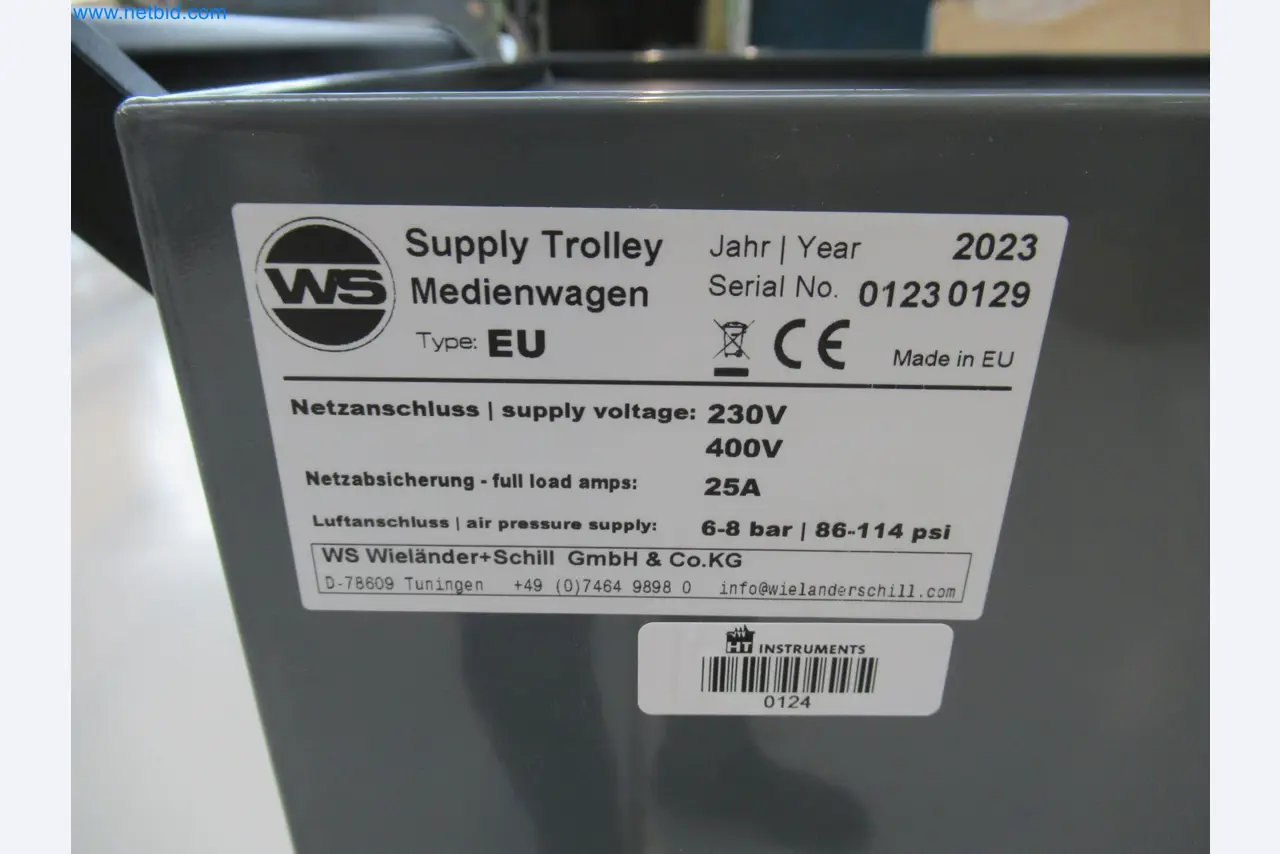 www.netbid.com
WS
Supply Trolley
Medienwagen
Type: EU
Jahr | Year 2023
Serial No. 01230129
CE
Made in EU
Netzanschluss | supply voltage: 230V
400V
Netzabsicherung - full load amps: 25A
Luftanschluss | air pressure supply: 6-8 bar | 86-114 psi
WS Wieländer+Schill GmbH & Co.KG
D-78609 Tuningen +49 (0)7464 9898 0 info@wielanderschill.com
HT INSTRUMENTS
0124